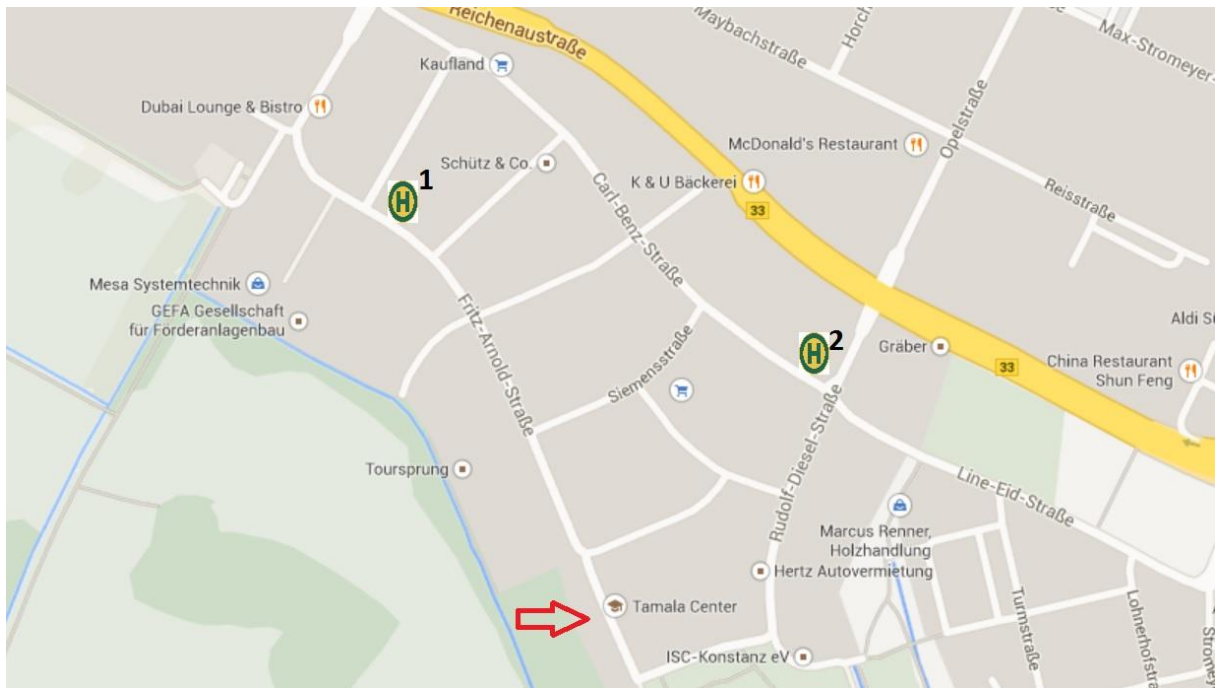 Reichenaustraße
Maybachstraße
Horch
Max-Stromeyer-
Kaufland
Dubai Lounge & Bistro
Opelstraße
McDonald's Restaurant
Schütz & Co.
1
H
K & U Bäckerei
Carl-Benz-Straße
Reisstraße
33
Mesa Systemtechnik
GEFA Gesellschaft
für Förderanlagenbau
Fritz-Arnold-Straße
Aldi Sü
2
H
Gräber
33
China Restaurant
Shun Feng
Siemensstraße
Rudolf-Diesel-Straße
Toursprung
Line-Eid-Straße
Marcus Renner,
Holzhandlung
Hertz Autovermietung
Tamala Center
Turmstraße
Lohnerhofstra
Stromey
ISC-Konstanz eV